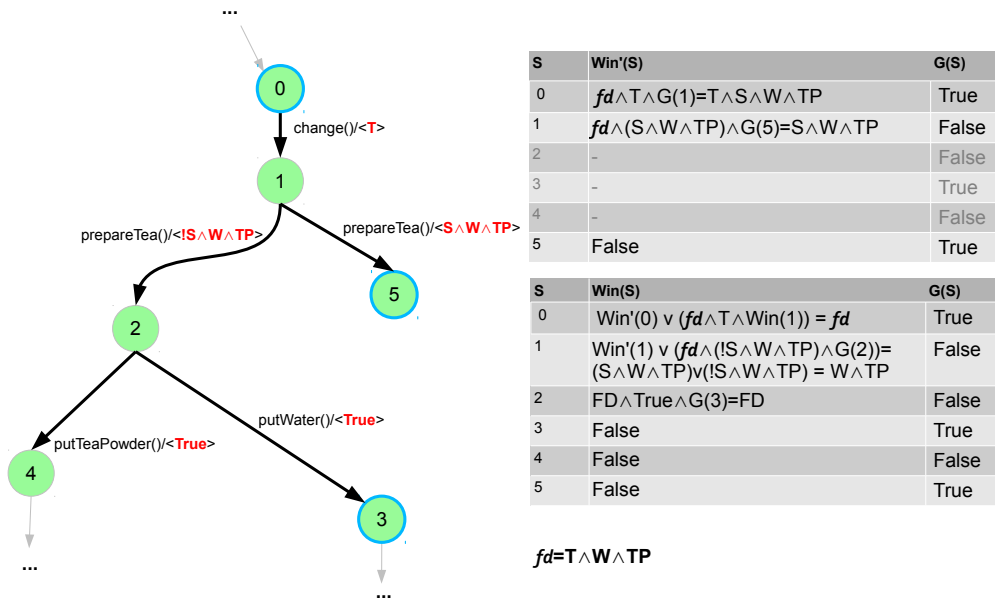 ...
0
change()/<T>
1
prepareTea()/<!S∧W∧TP>
prepareTea()/<S∧W∧TP>
5
2
putWater()/<True>
putTeaPowder()/<True>
4
3
...
...
S Win'(S) G(S)
0 fd∧T∧G(1)=T∧S∧W∧TP True
1 fd∧(S∧W∧TP)∧G(5)=S∧W∧TP False
2 - False
3 - True
4 - False
5 False True
S Win(S) G(S)
0 Win'(0) v (fd∧T∧Win(1)) = fd True
1 Win'(1) v (fd∧(!S∧W∧TP)∧G(2))= False
(S∧W∧TP)v(!S∧W∧TP) = W∧TP
2 FD∧True∧G(3)=FD False
3 False True
4 False False
5 False True
fd=T∧W∧TP